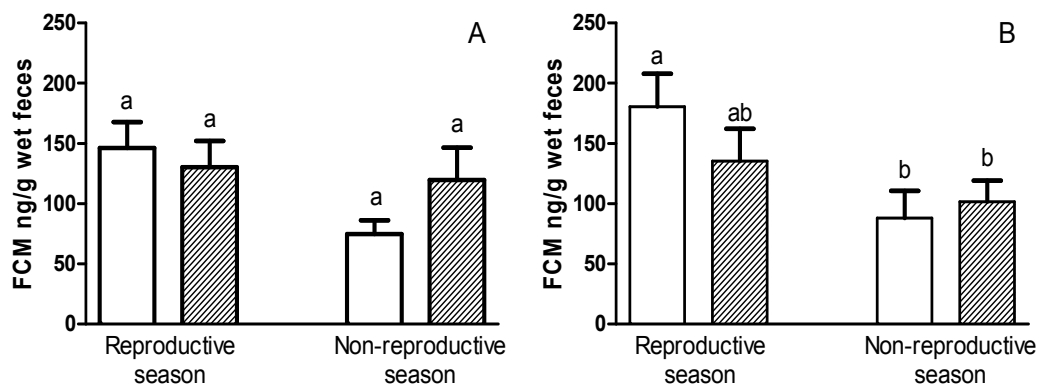 A
FCM ng/g wet feces
250
200
150
100
50
0
a
a
a
a
Reproductive
season
Non-reproductive
season
B
FCM ng/g wet feces
250
200
150
100
50
0
a
ab
b
b
Reproductive
season
Non-reproductive
season